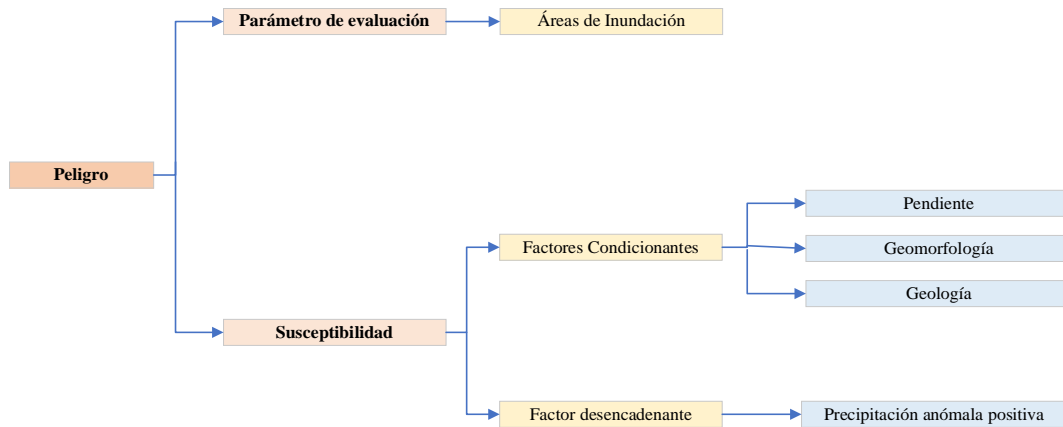 Parámetro de evaluación
Áreas de Inundación
Peligro
Pendiente
Factores Condicionantes
Geomorfología
Geología
Susceptibilidad
Factor desencadenante
Precipitación anómala positiva